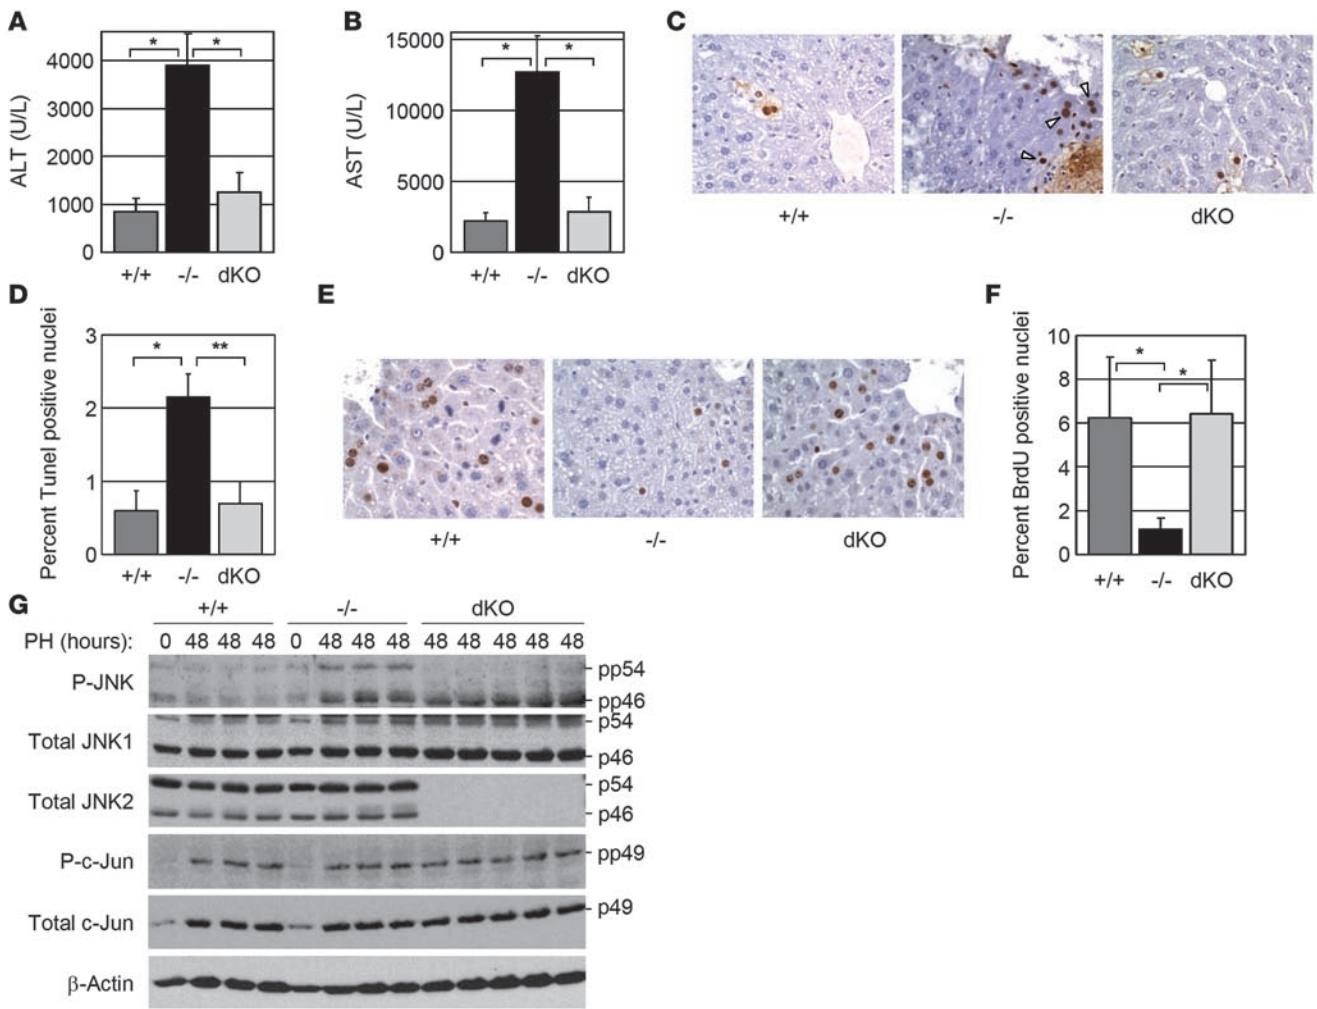 A
ALT (U/L)
4000
3000
2000
1000
0
* *
+/+ -/- dKO
B
AST (U/L)
15000
10000
5000
0
* *
+/+ -/- dKO
C
+/+ -/- dKO
D
Percent Tunel positive nuclei
3
2
1
0
* **
+/+ -/- dKO
E
+/+ -/- dKO
F
Percent BrdU positive nuclei
10
8
6
4
2
0
*
*
+/+ -/- dKO
G
+/+ -/- dKO
PH (hours): 0 48 48 48 0 48 48 48 48 48 48 48 48
P-JNK
pp54
pp46
Total JNK1
p54
p46
Total JNK2
p54
p46
P-c-Jun
pp49
Total c-Jun
p49
β-Actin